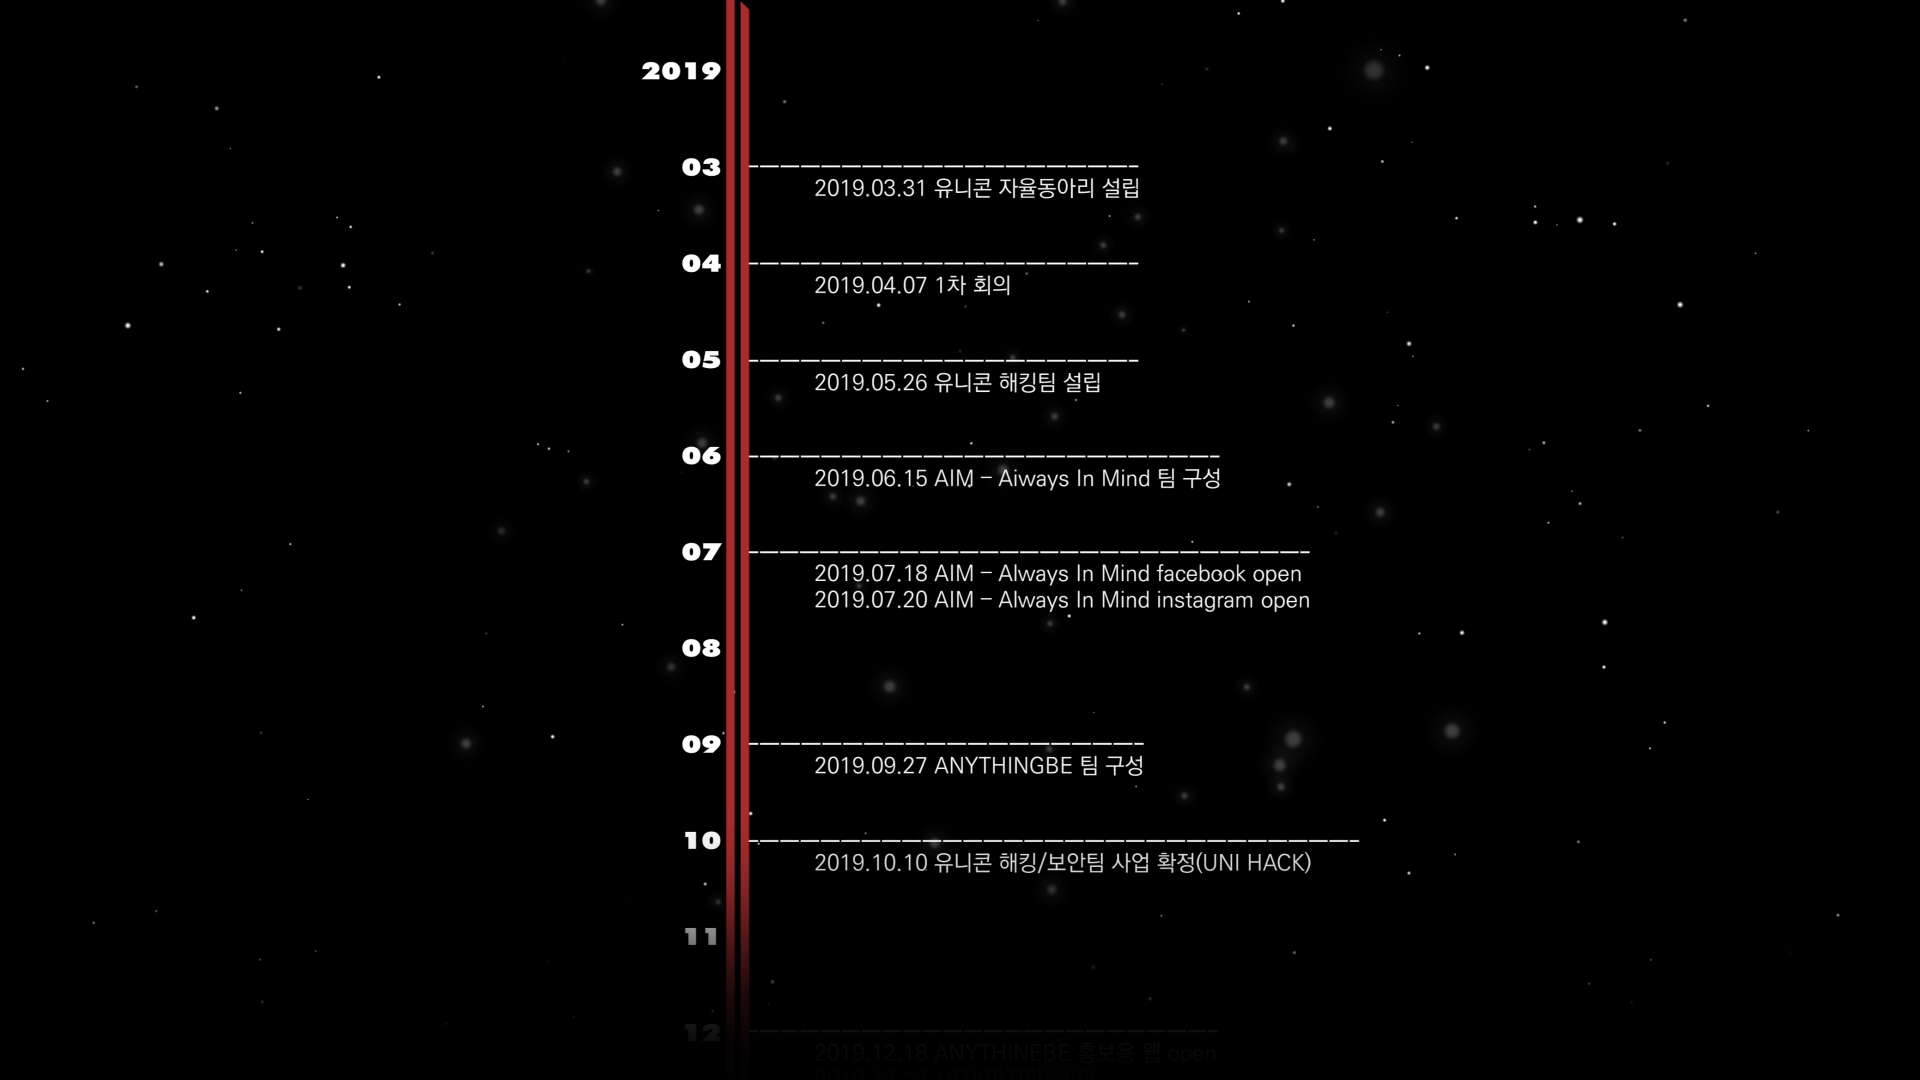 2019
03
2019.03.31 유니콘 자율동아리 설립
04
2019.04.07 1차 회의
05
2019.05.26 유니콘 해킹팀 설립
06
2019.06.15 AIM - Aiways In Mind 팀 구성
07
2019.07.18 AIM - Always In Mind facebook open
2019.07.20 AIM - Always In Mind instagram open
08
09
2019.09.27 ANYTHINGBE 팀 구성
10
2019.10.10 유니콘 해킹/보안팀 사업 확정(UNI HACK)
11
12
2019.12.18 ANYTHINEBE 홍보용 웹 open